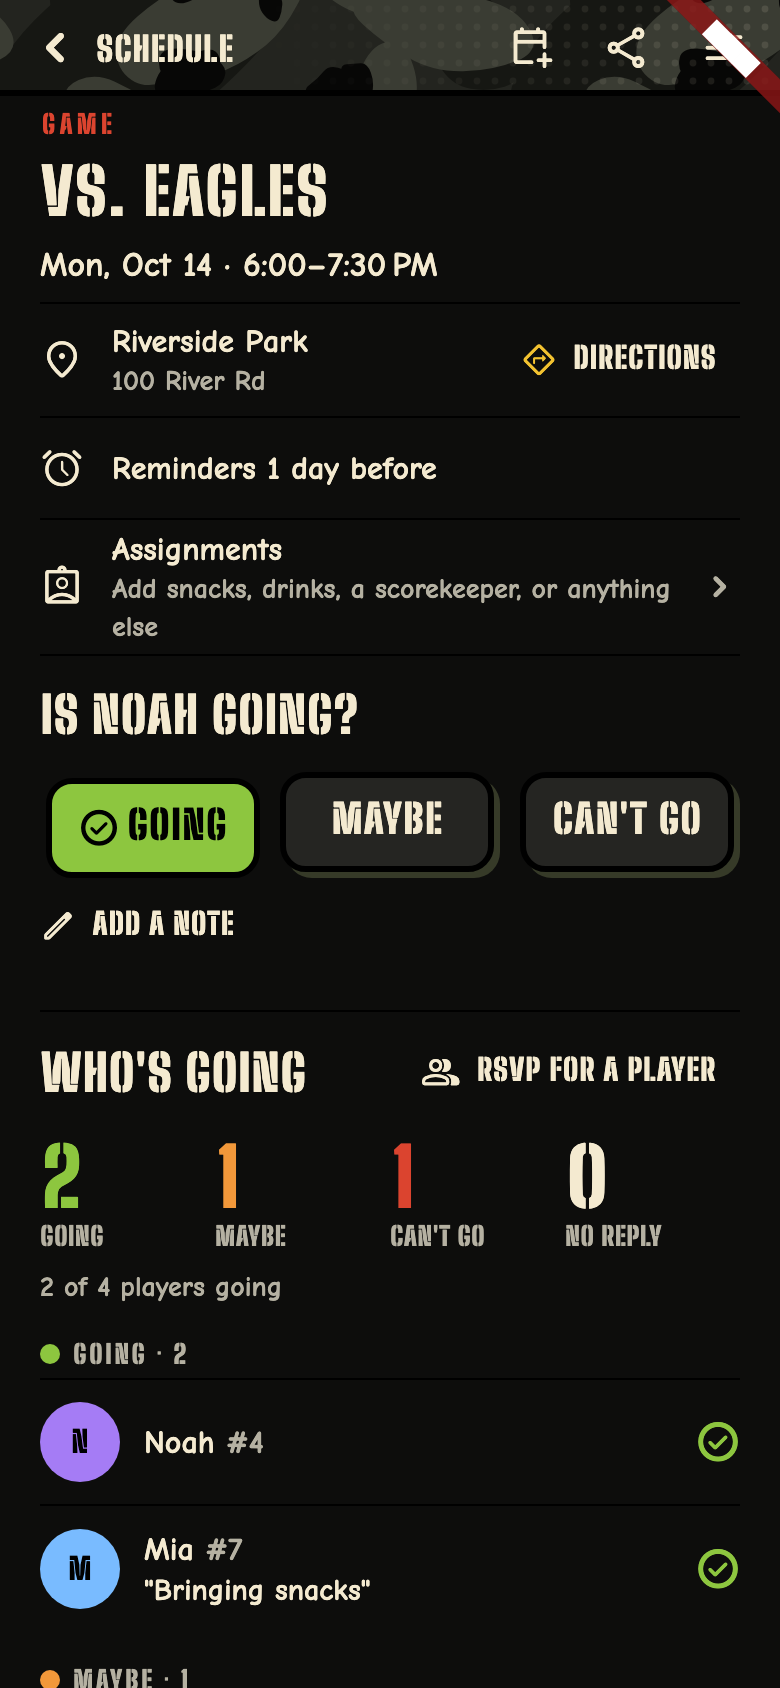 SCHEDULE
GAME
VS. EAGLES
Mon, Oct 14 · 6:00–7:30 PM
Riverside Park
100 River Rd
DIRECTIONS
Reminders 1 day before
Assignments
Add snacks, drinks, a scorekeeper, or anything
else
IS NOAH GOING?
GOING
MAYBE
CAN'T GO
ADD A NOTE
WHO'S GOING
RSVP FOR A PLAYER
2
1
1
0
GOING
MAYBE
CAN'T GO
NO REPLY
2 of 4 players going
GOING · 2
N
Noah #4
M
Mia #7
"Bringing snacks"
MAYBE · 1